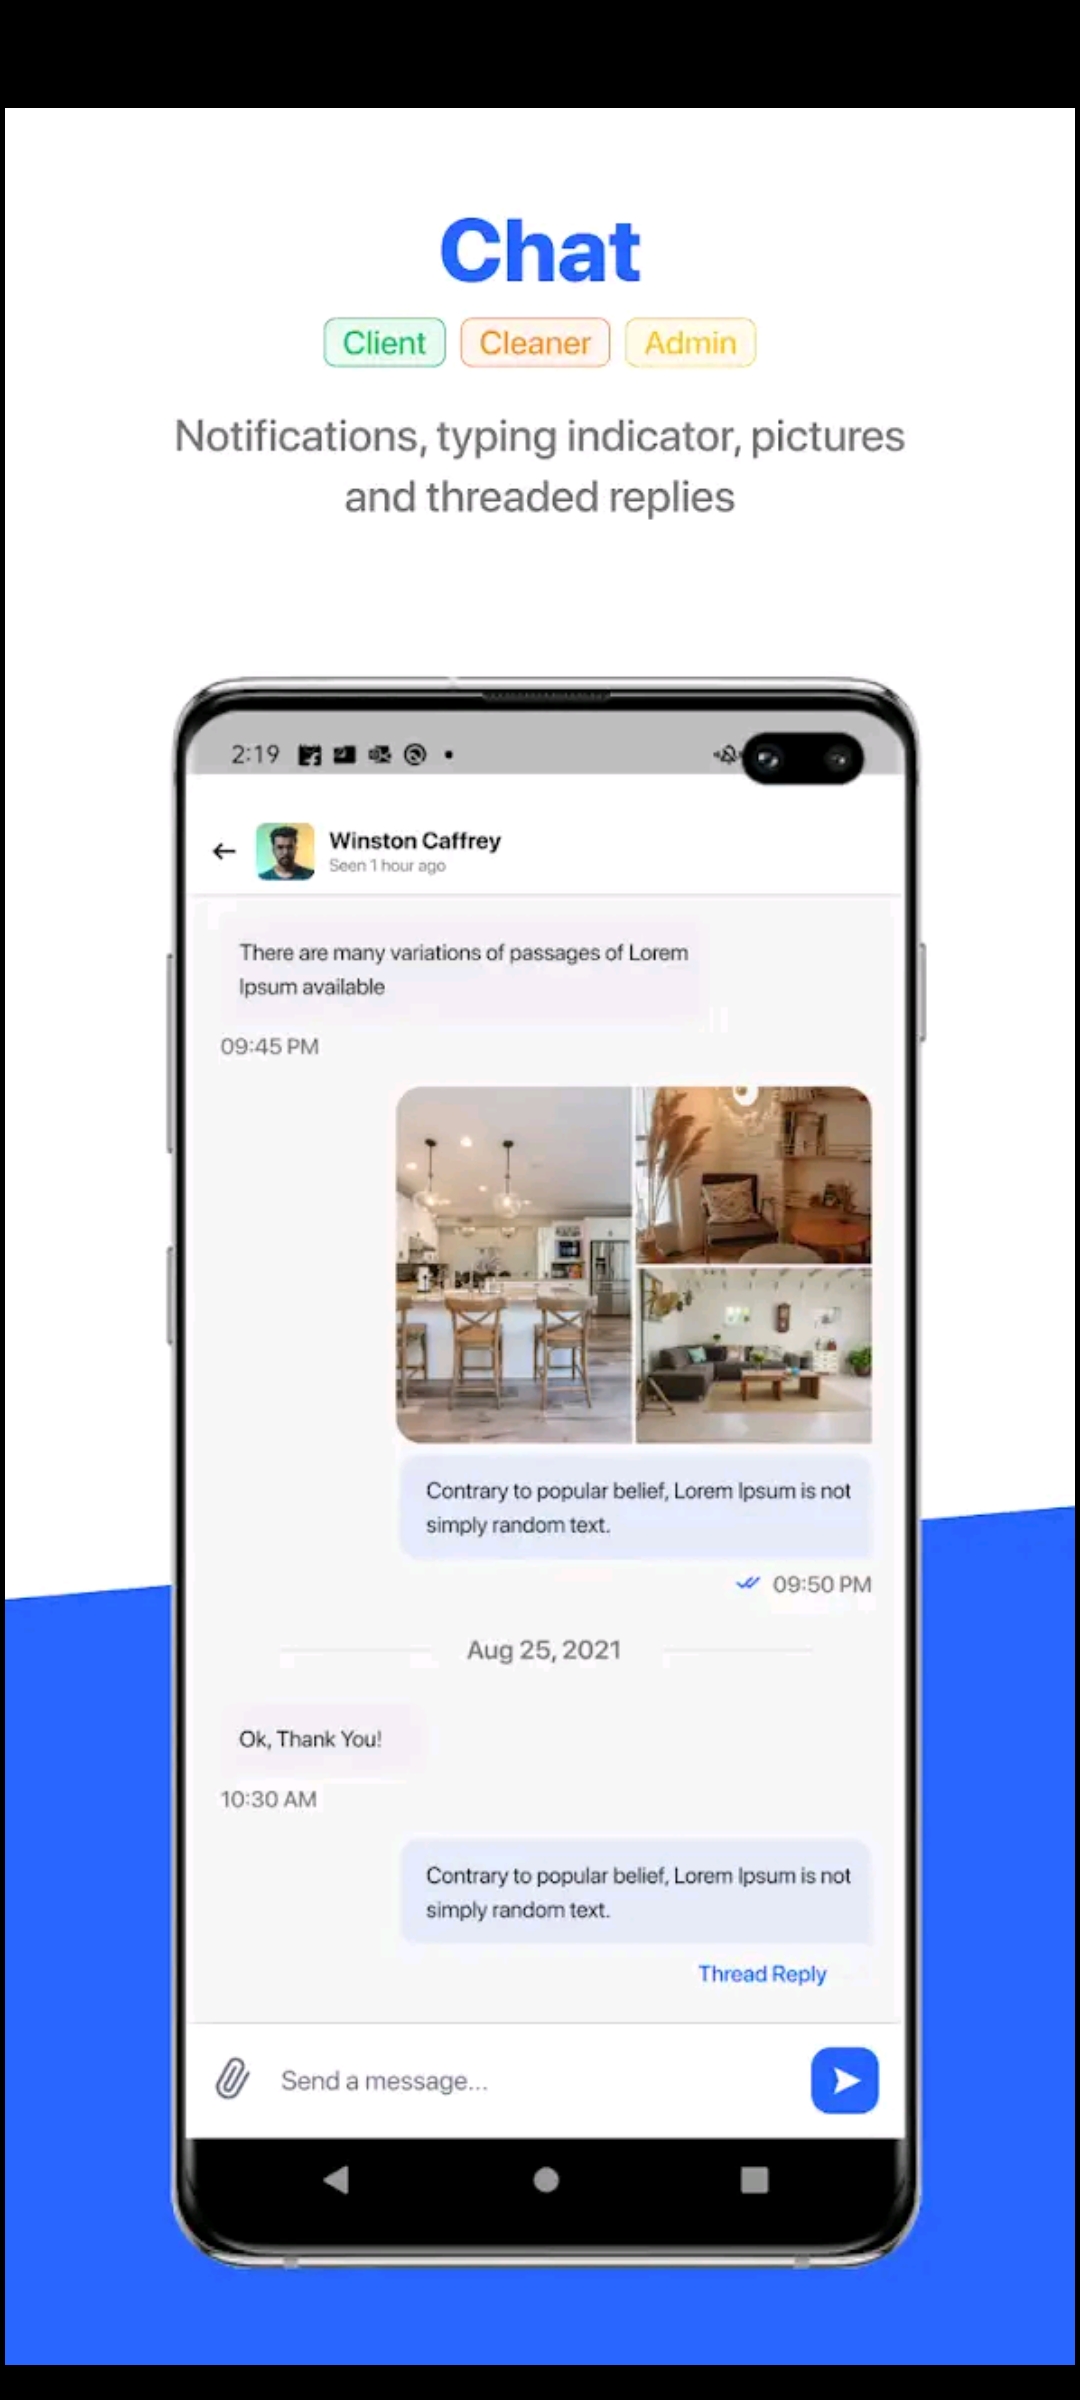 Chat
Client Cleaner Admin
Notifications, typing indicator, pictures
and threaded replies
2:19
Winston Caffrey
Seen 1 hour ago
There are many variations of passages of Lorem
Ipsum available
09:45 PM
Contrary to popular belief, Lorem Ipsum is not
simply random text.
09:50 PM
Aug 25, 2021
Ok, Thank You!
10:30 AM
Contrary to popular belief, Lorem Ipsum is not
simply random text.
Thread Reply
Send a message...